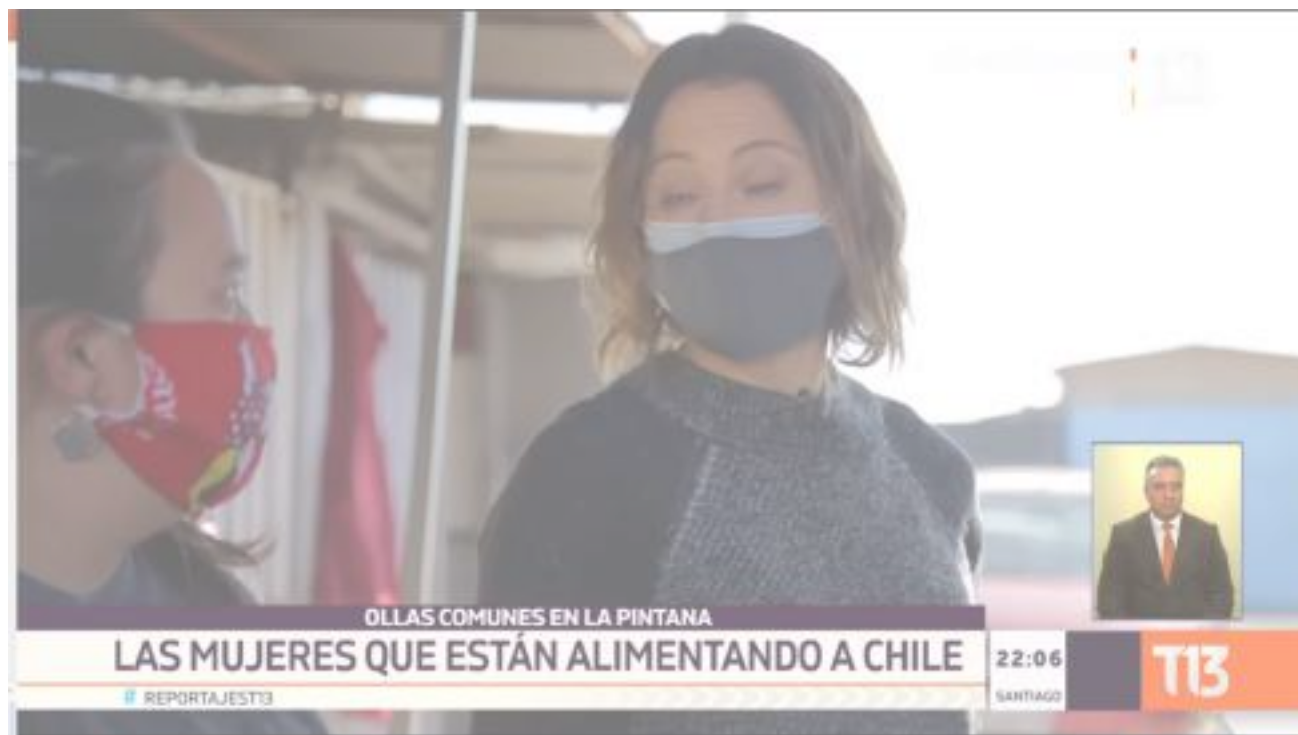 OLLAS COMUNES EN LA PINTANA
LAS MUJERES QUE ESTÁN ALIMENTANDO A CHILE
# REPORTAJEST13
22:06
SANTIAGO
T13